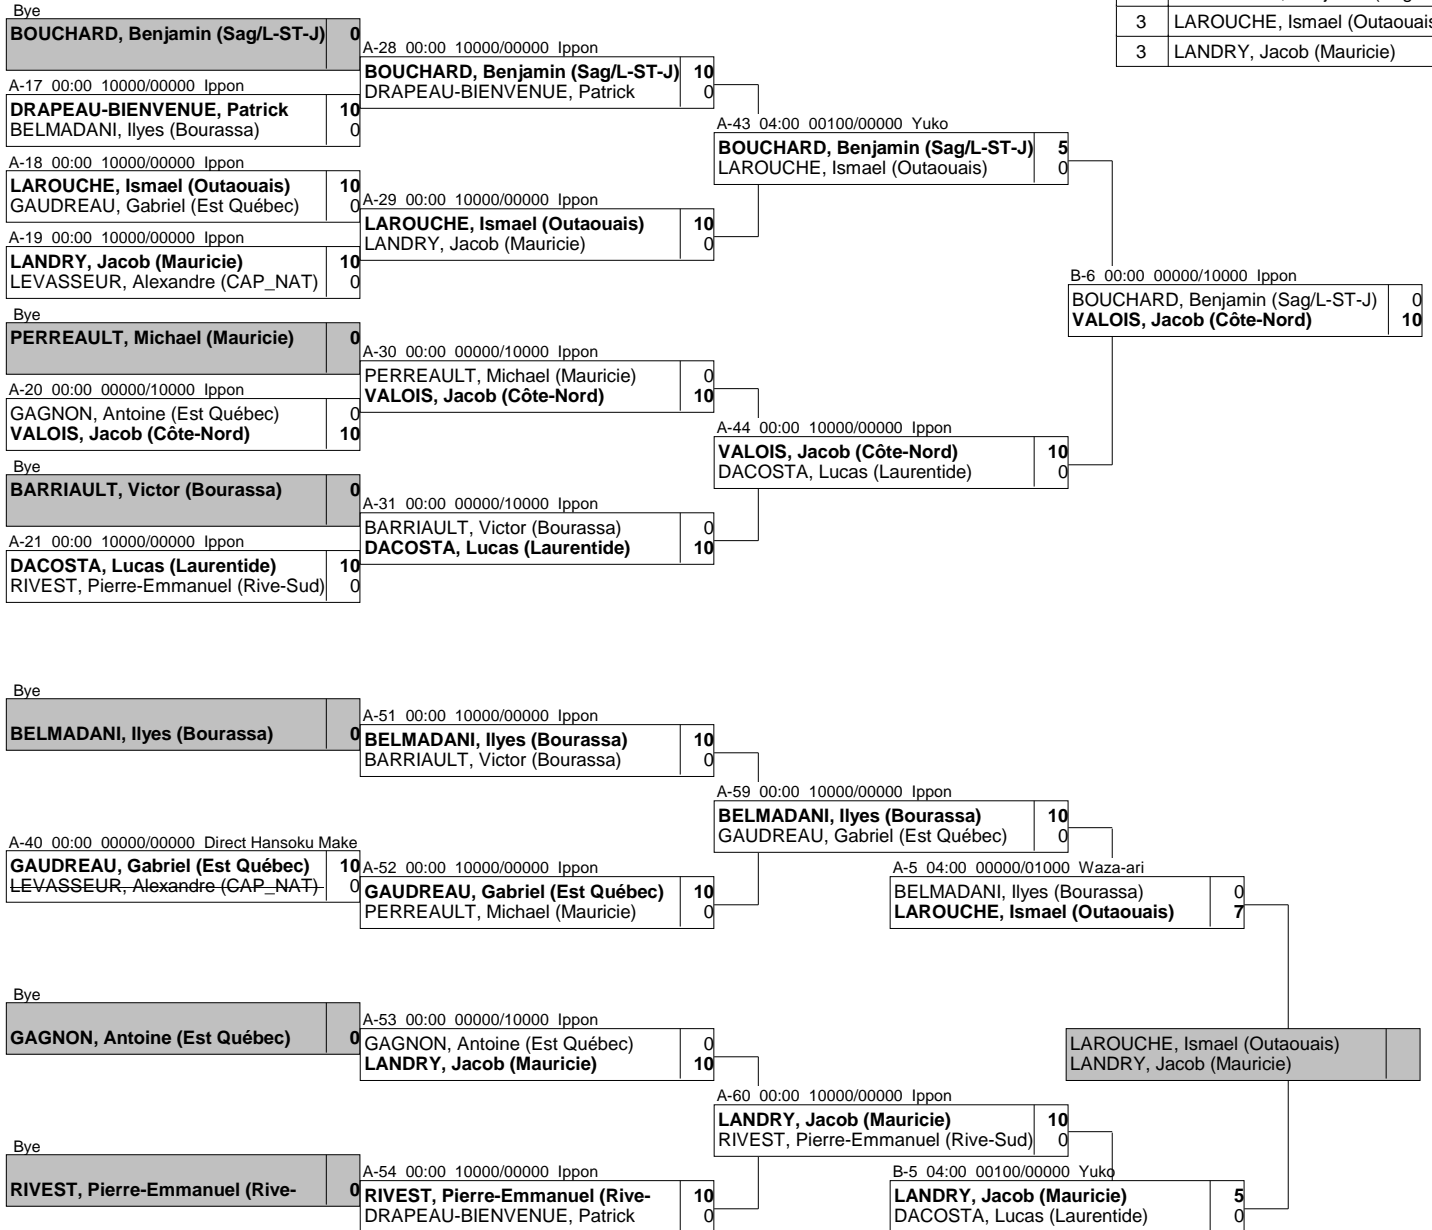 Bye
BOUCHARD, Benjamin (Sag/L-ST-J) 0
A-17 00:00 10000/00000 Ippon
DRAPEAU-BIENVENUE, Patrick 10
BELMADANI, Ilyes (Bourassa) 0
A-18 00:00 10000/00000 Ippon
LAROUCHE, Ismael (Outaouais) 10
GAUDREAU, Gabriel (Est Québec) 0
A-19 00:00 10000/00000 Ippon
LANDRY, Jacob (Mauricie) 10
LEVASSEUR, Alexandre (CAP_NAT) 0
Bye
PERREAULT, Michael (Mauricie) 0
A-20 00:00 00000/10000 Ippon
GAGNON, Antoine (Est Québec) 0
VALOIS, Jacob (Côte-Nord) 10
Bye
BARRIAULT, Victor (Bourassa) 0
A-21 00:00 10000/00000 Ippon
DACOSTA, Lucas (Laurentide) 10
RIVEST, Pierre-Emmanuel (Rive-Sud) 0
A-28 00:00 10000/00000 Ippon
BOUCHARD, Benjamin (Sag/L-ST-J) 10
DRAPEAU-BIENVENUE, Patrick 0
A-29 00:00 10000/00000 Ippon
LAROUCHE, Ismael (Outaouais) 10
LANDRY, Jacob (Mauricie) 0
A-30 00:00 00000/10000 Ippon
PERREAULT, Michael (Mauricie) 0
VALOIS, Jacob (Côte-Nord) 10
A-31 00:00 00000/10000 Ippon
BARRIAULT, Victor (Bourassa) 0
DACOSTA, Lucas (Laurentide) 10
A-43 04:00 00100/00000 Yuko
BOUCHARD, Benjamin (Sag/L-ST-J) 5
LAROUCHE, Ismael (Outaouais) 0
A-44 00:00 10000/00000 Ippon
VALOIS, Jacob (Côte-Nord) 10
DACOSTA, Lucas (Laurentide) 0
B-6 00:00 00000/10000 Ippon
BOUCHARD, Benjamin (Sag/L-ST-J) 0
VALOIS, Jacob (Côte-Nord) 10
3 LAROUCHE, Ismael (Outaouais
3 LANDRY, Jacob (Mauricie)
Bye
BELMADANI, Ilyes (Bourassa) 0
A-40 00:00 00000/00000 Direct Hansoku Make
GAUDREAU, Gabriel (Est Québec) 10
LEVASSEUR, Alexandre (CAP_NAT) 0
Bye
GAGNON, Antoine (Est Québec) 0
Bye
RIVEST, Pierre-Emmanuel (Rive- 0
A-51 00:00 10000/00000 Ippon
BELMADANI, Ilyes (Bourassa) 10
BARRIAULT, Victor (Bourassa) 0
A-52 00:00 10000/00000 Ippon
GAUDREAU, Gabriel (Est Québec) 10
PERREAULT, Michael (Mauricie) 0
A-53 00:00 00000/10000 Ippon
GAGNON, Antoine (Est Québec) 0
LANDRY, Jacob (Mauricie) 10
A-54 00:00 10000/00000 Ippon
RIVEST, Pierre-Emmanuel (Rive- 10
DRAPEAU-BIENVENUE, Patrick 0
A-59 00:00 10000/00000 Ippon
BELMADANI, Ilyes (Bourassa) 10
GAUDREAU, Gabriel (Est Québec) 0
A-60 00:00 10000/00000 Ippon
LANDRY, Jacob (Mauricie) 10
RIVEST, Pierre-Emmanuel (Rive-Sud) 0
A-5 04:00 00000/01000 Waza-ari
BELMADANI, Ilyes (Bourassa) 0
LAROUCHE, Ismael (Outaouais) 7
B-5 04:00 00100/00000 Yuko
LANDRY, Jacob (Mauricie) 5
DACOSTA, Lucas (Laurentide) 0
LAROUCHE, Ismael (Outaouais)
LANDRY, Jacob (Mauricie)